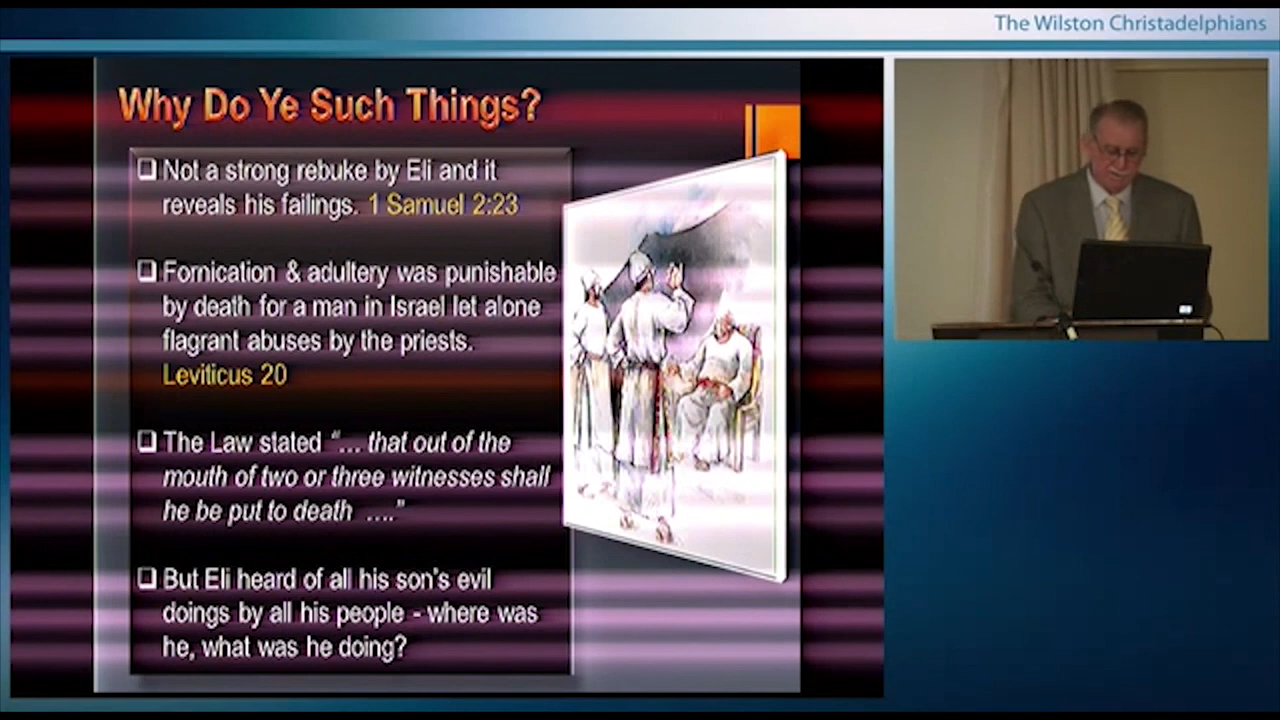 The Wilston Christadelphians
Why Do Ye Such Things?
Not a strong rebuke by Eli and it
reveals his failings. 1 Samuel 2:23
Fornication & adultery was punishable
by death for a man in Israel let alone
flagrant abuses by the priests.
Leviticus 20
The Law stated “… that out of the
mouth of two or three witnesses shall
he be put to death ….”
But Eli heard of all his son's evil
doings by all his people - where was
he, what was he doing?